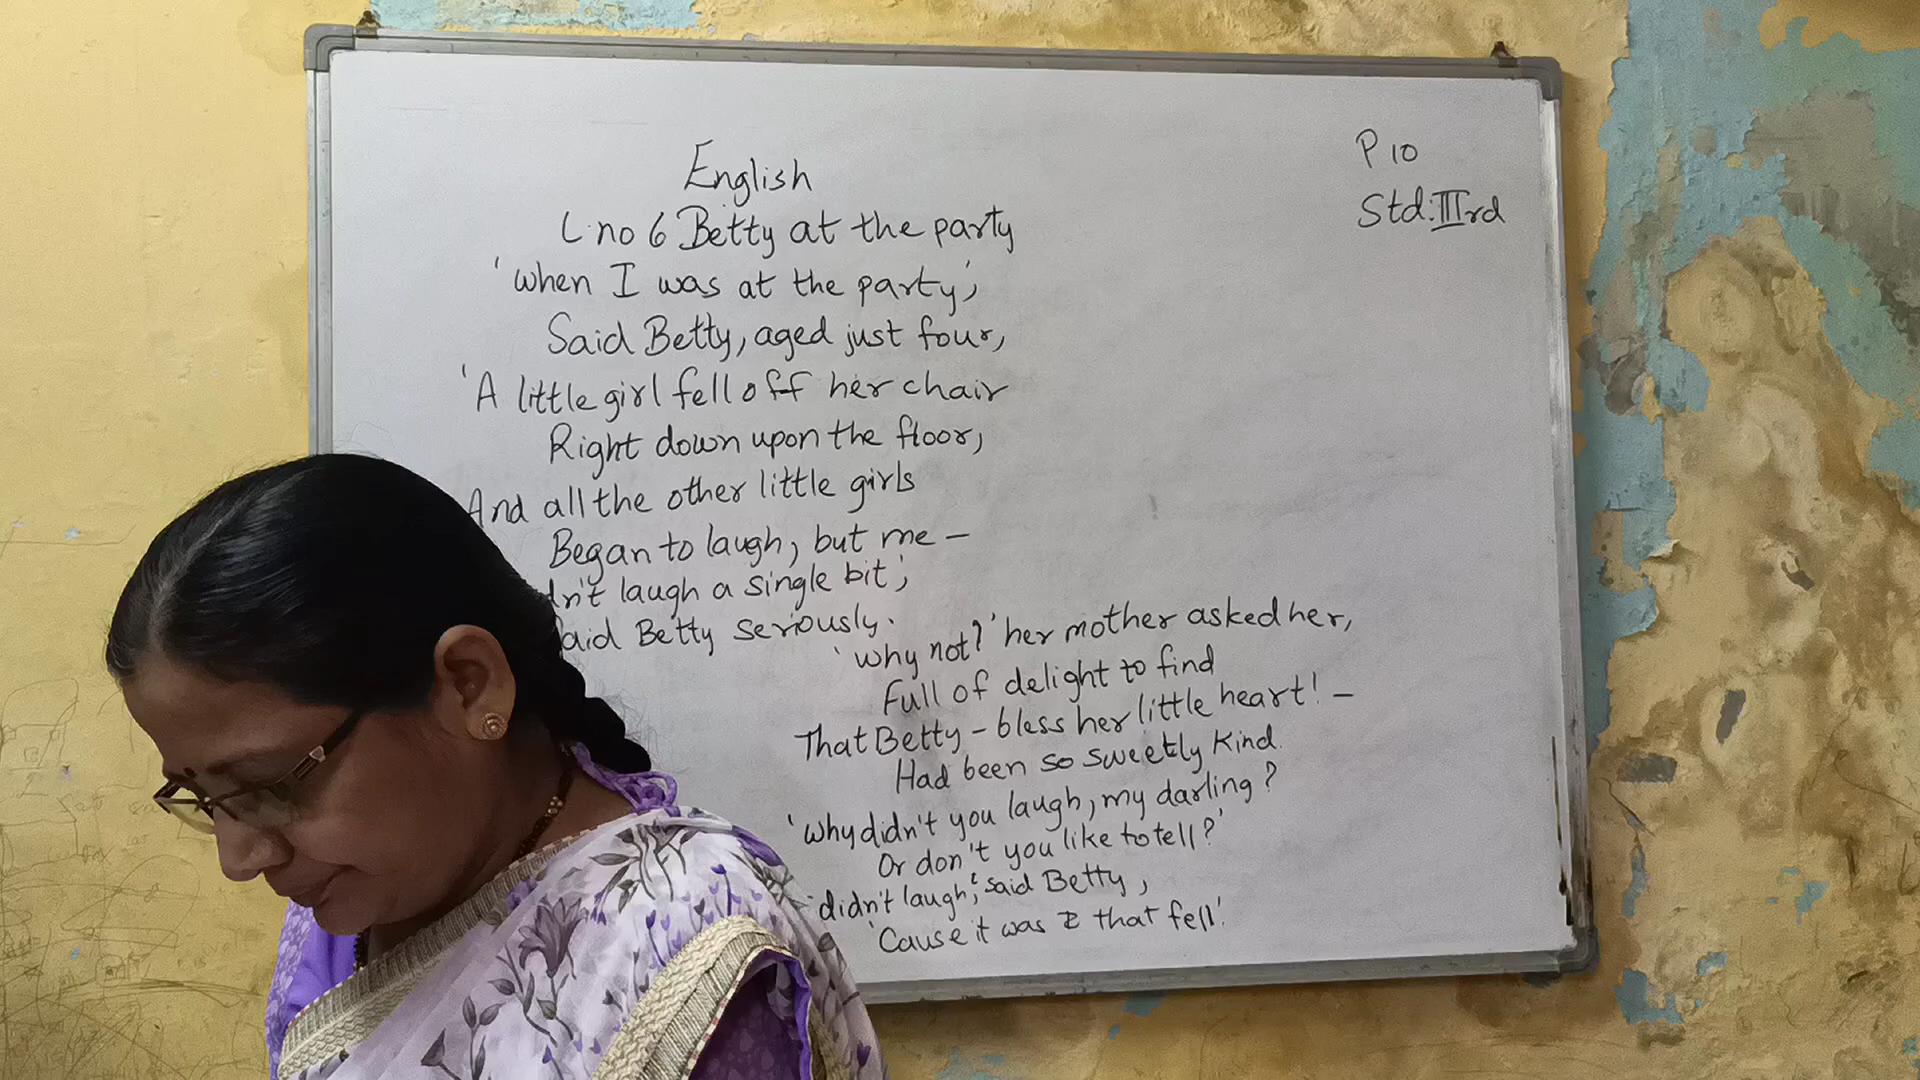 English
P 10
Std:IIIrd
L.no 6 Betty at the party
'when I was at the party,'
Said Betty, aged just four,
'A little girl fell off her chair
Right down upon the floor,
And all the other little girls
Began to laugh, but me –
laugh a single bit,'
Said Betty seriously.
'why not?' her mother asked her,
Full of delight to find
That Betty – bless her little heart! –
Had been so sweetly kind.
'why didn't you laugh, my darling?
Or don't you like to tell?'
didn't laugh,' said Betty,
'Cause it was I that fell'.